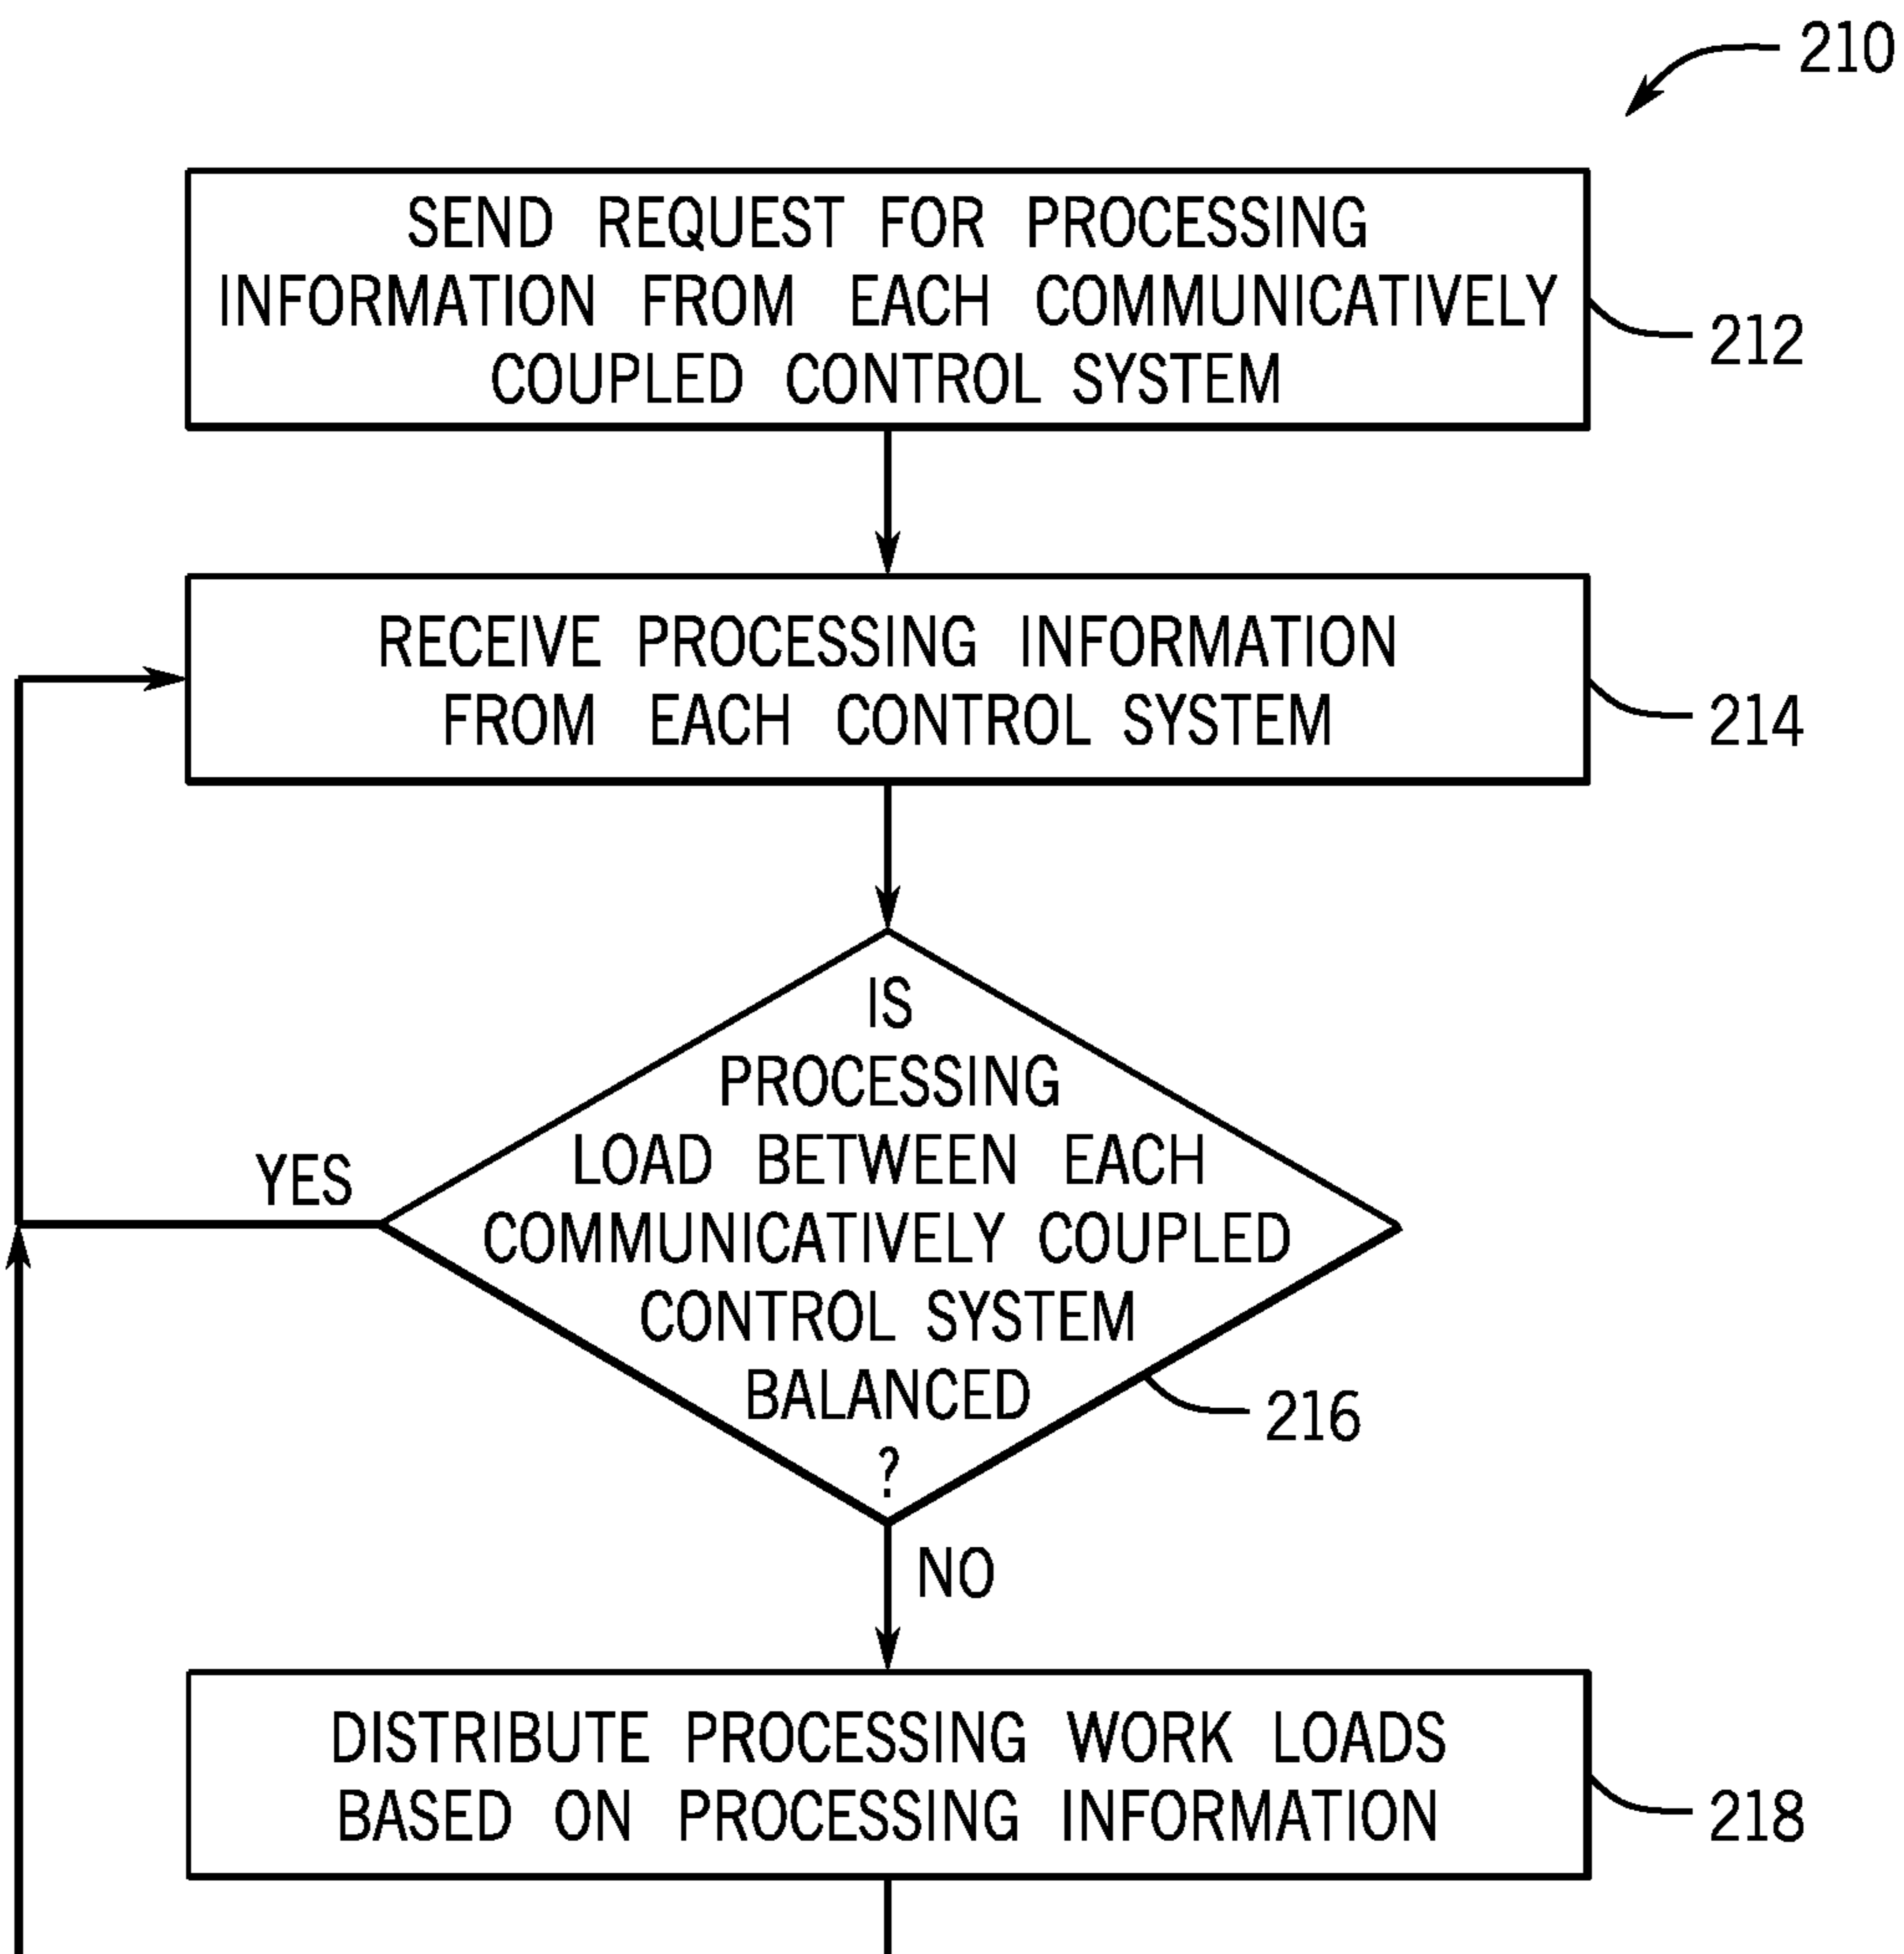 210
SEND REQUEST FOR PROCESSING
INFORMATION FROM EACH COMMUNICATIVELY
COUPLED CONTROL SYSTEM
212
RECEIVE PROCESSING INFORMATION
FROM EACH CONTROL SYSTEM
214
IS
PROCESSING
LOAD BETWEEN EACH
COMMUNICATIVELY COUPLED
CONTROL SYSTEM
BALANCED
?
YES
216
NO
DISTRIBUTE PROCESSING WORK LOADS
BASED ON PROCESSING INFORMATION
218